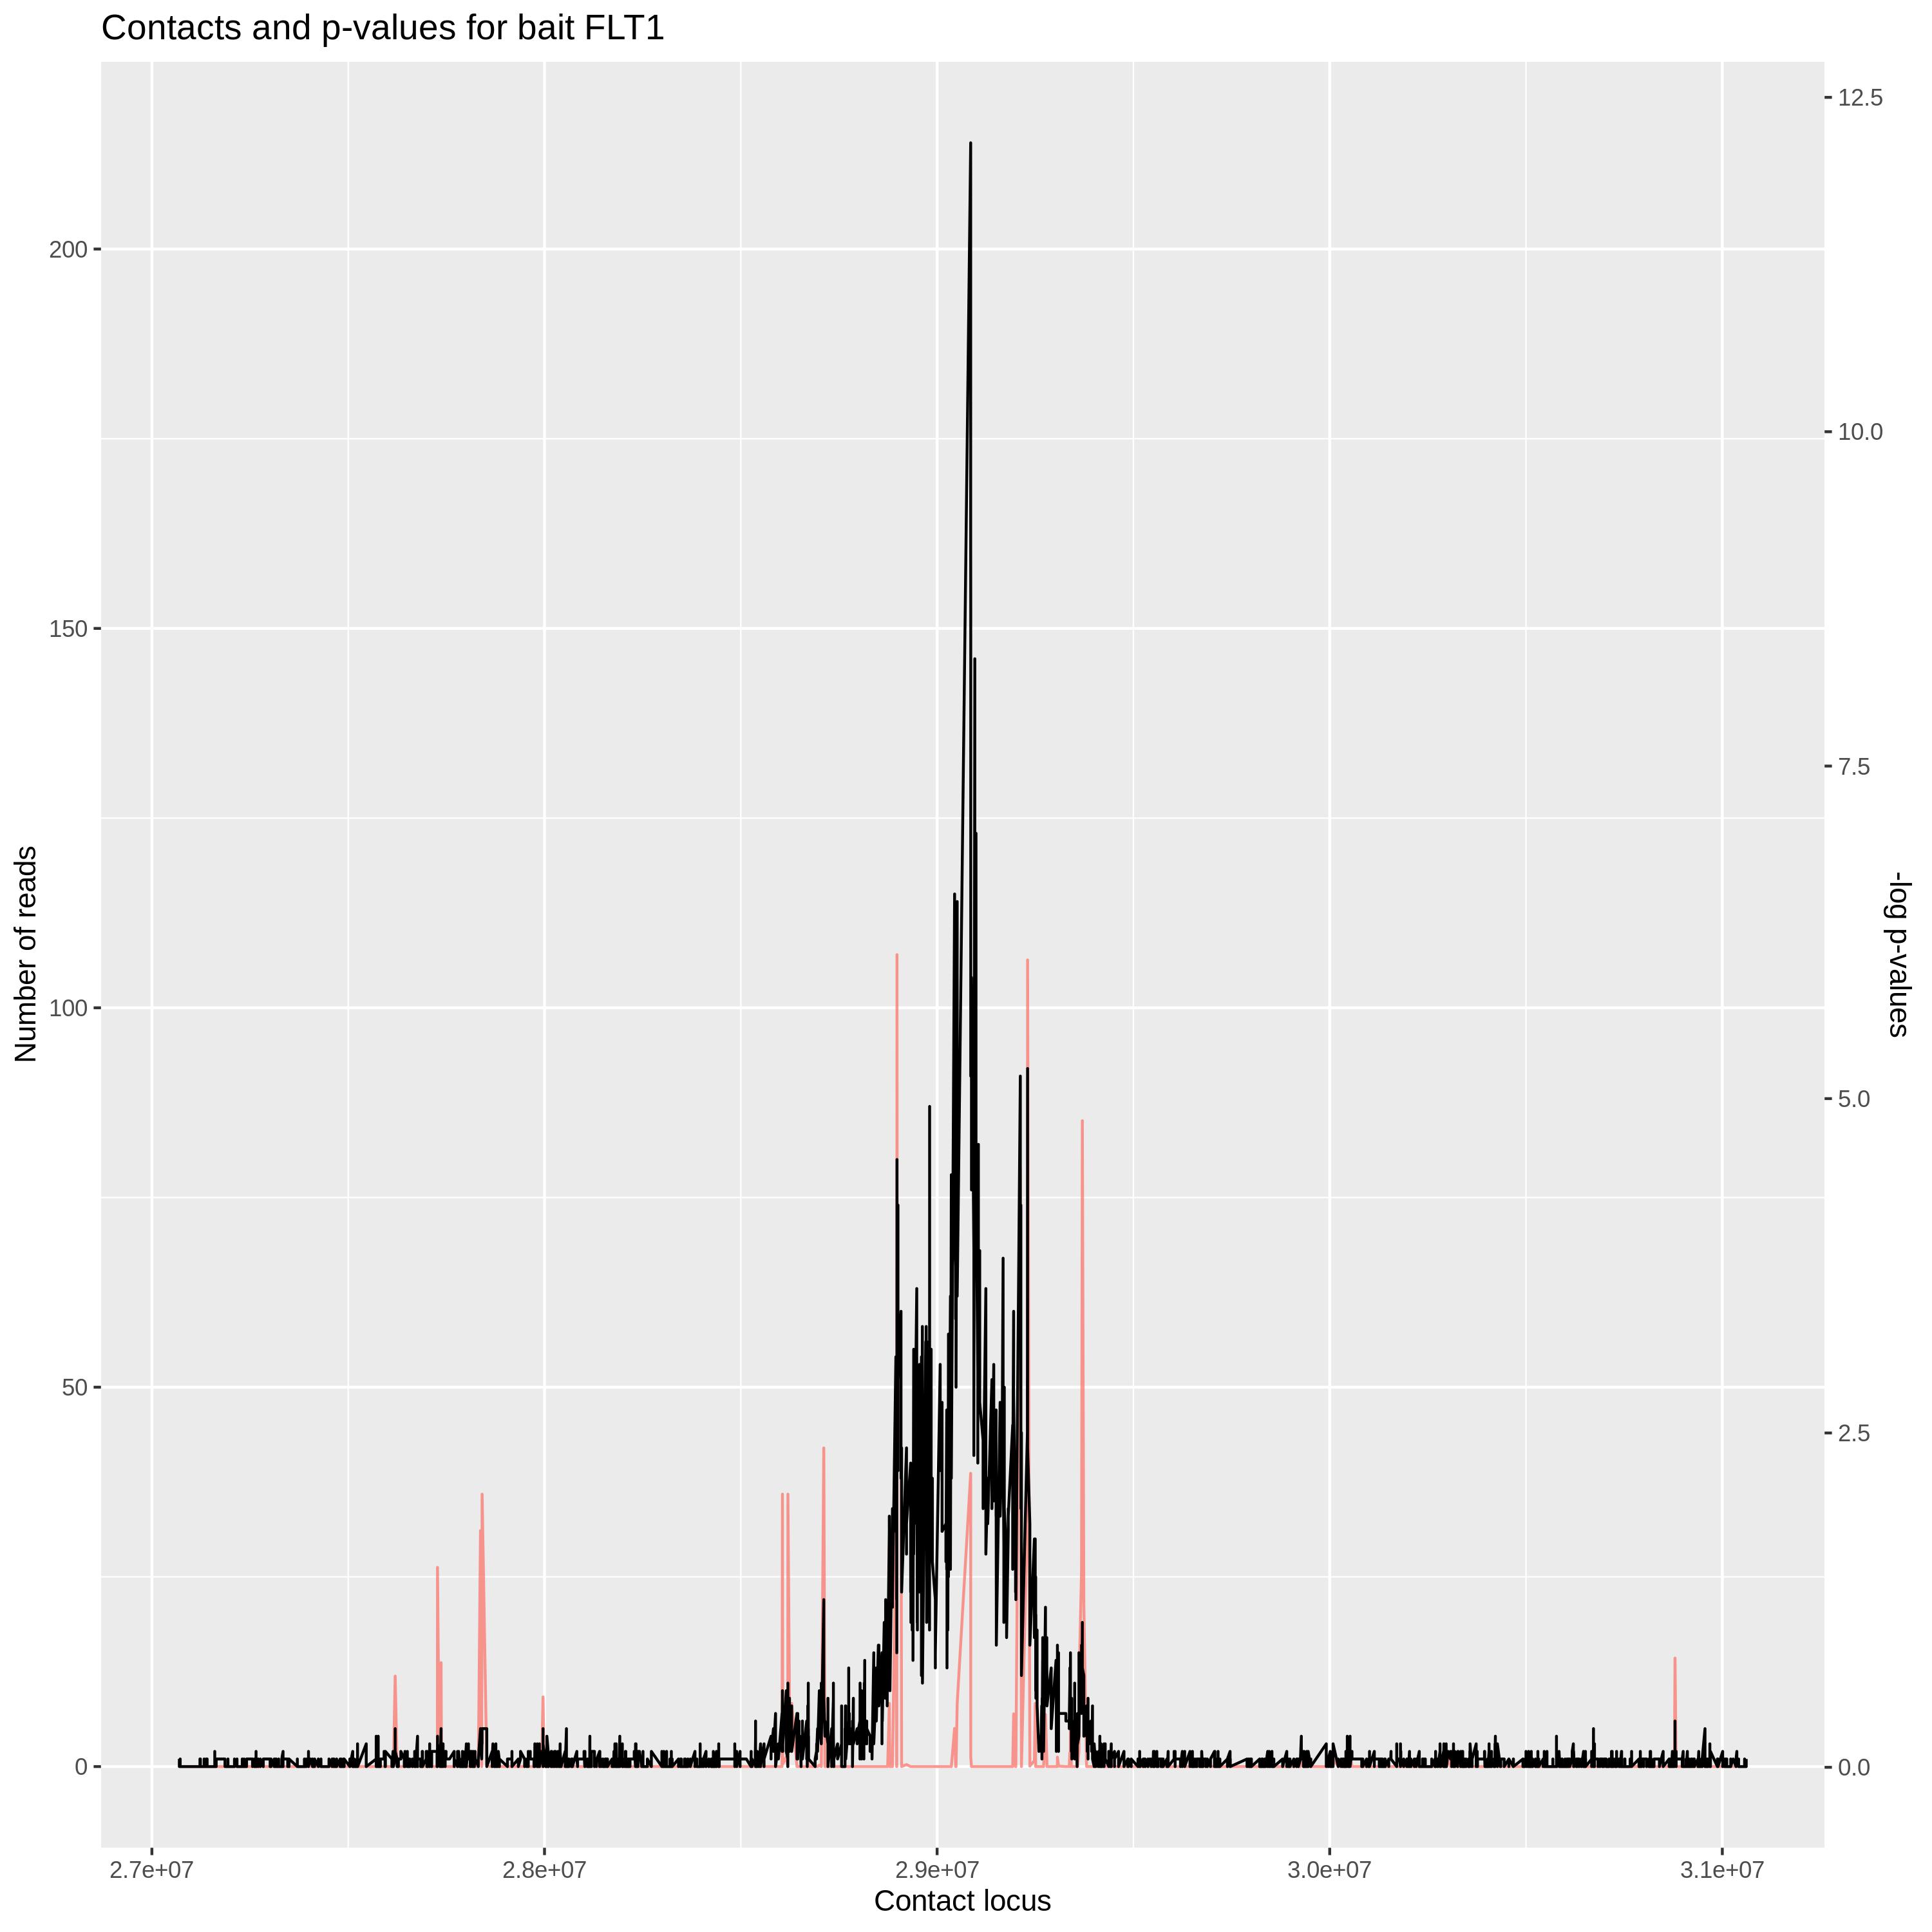 Contacts and p-values for bait FLT1
12.5
200
10.0
150
7.5
Number of reads
-log p-values
100
5.0
50
2.5
0
0.0
2.7e+07 2.8e+07 2.9e+07 3.0e+07 3.1e+07
Contact locus